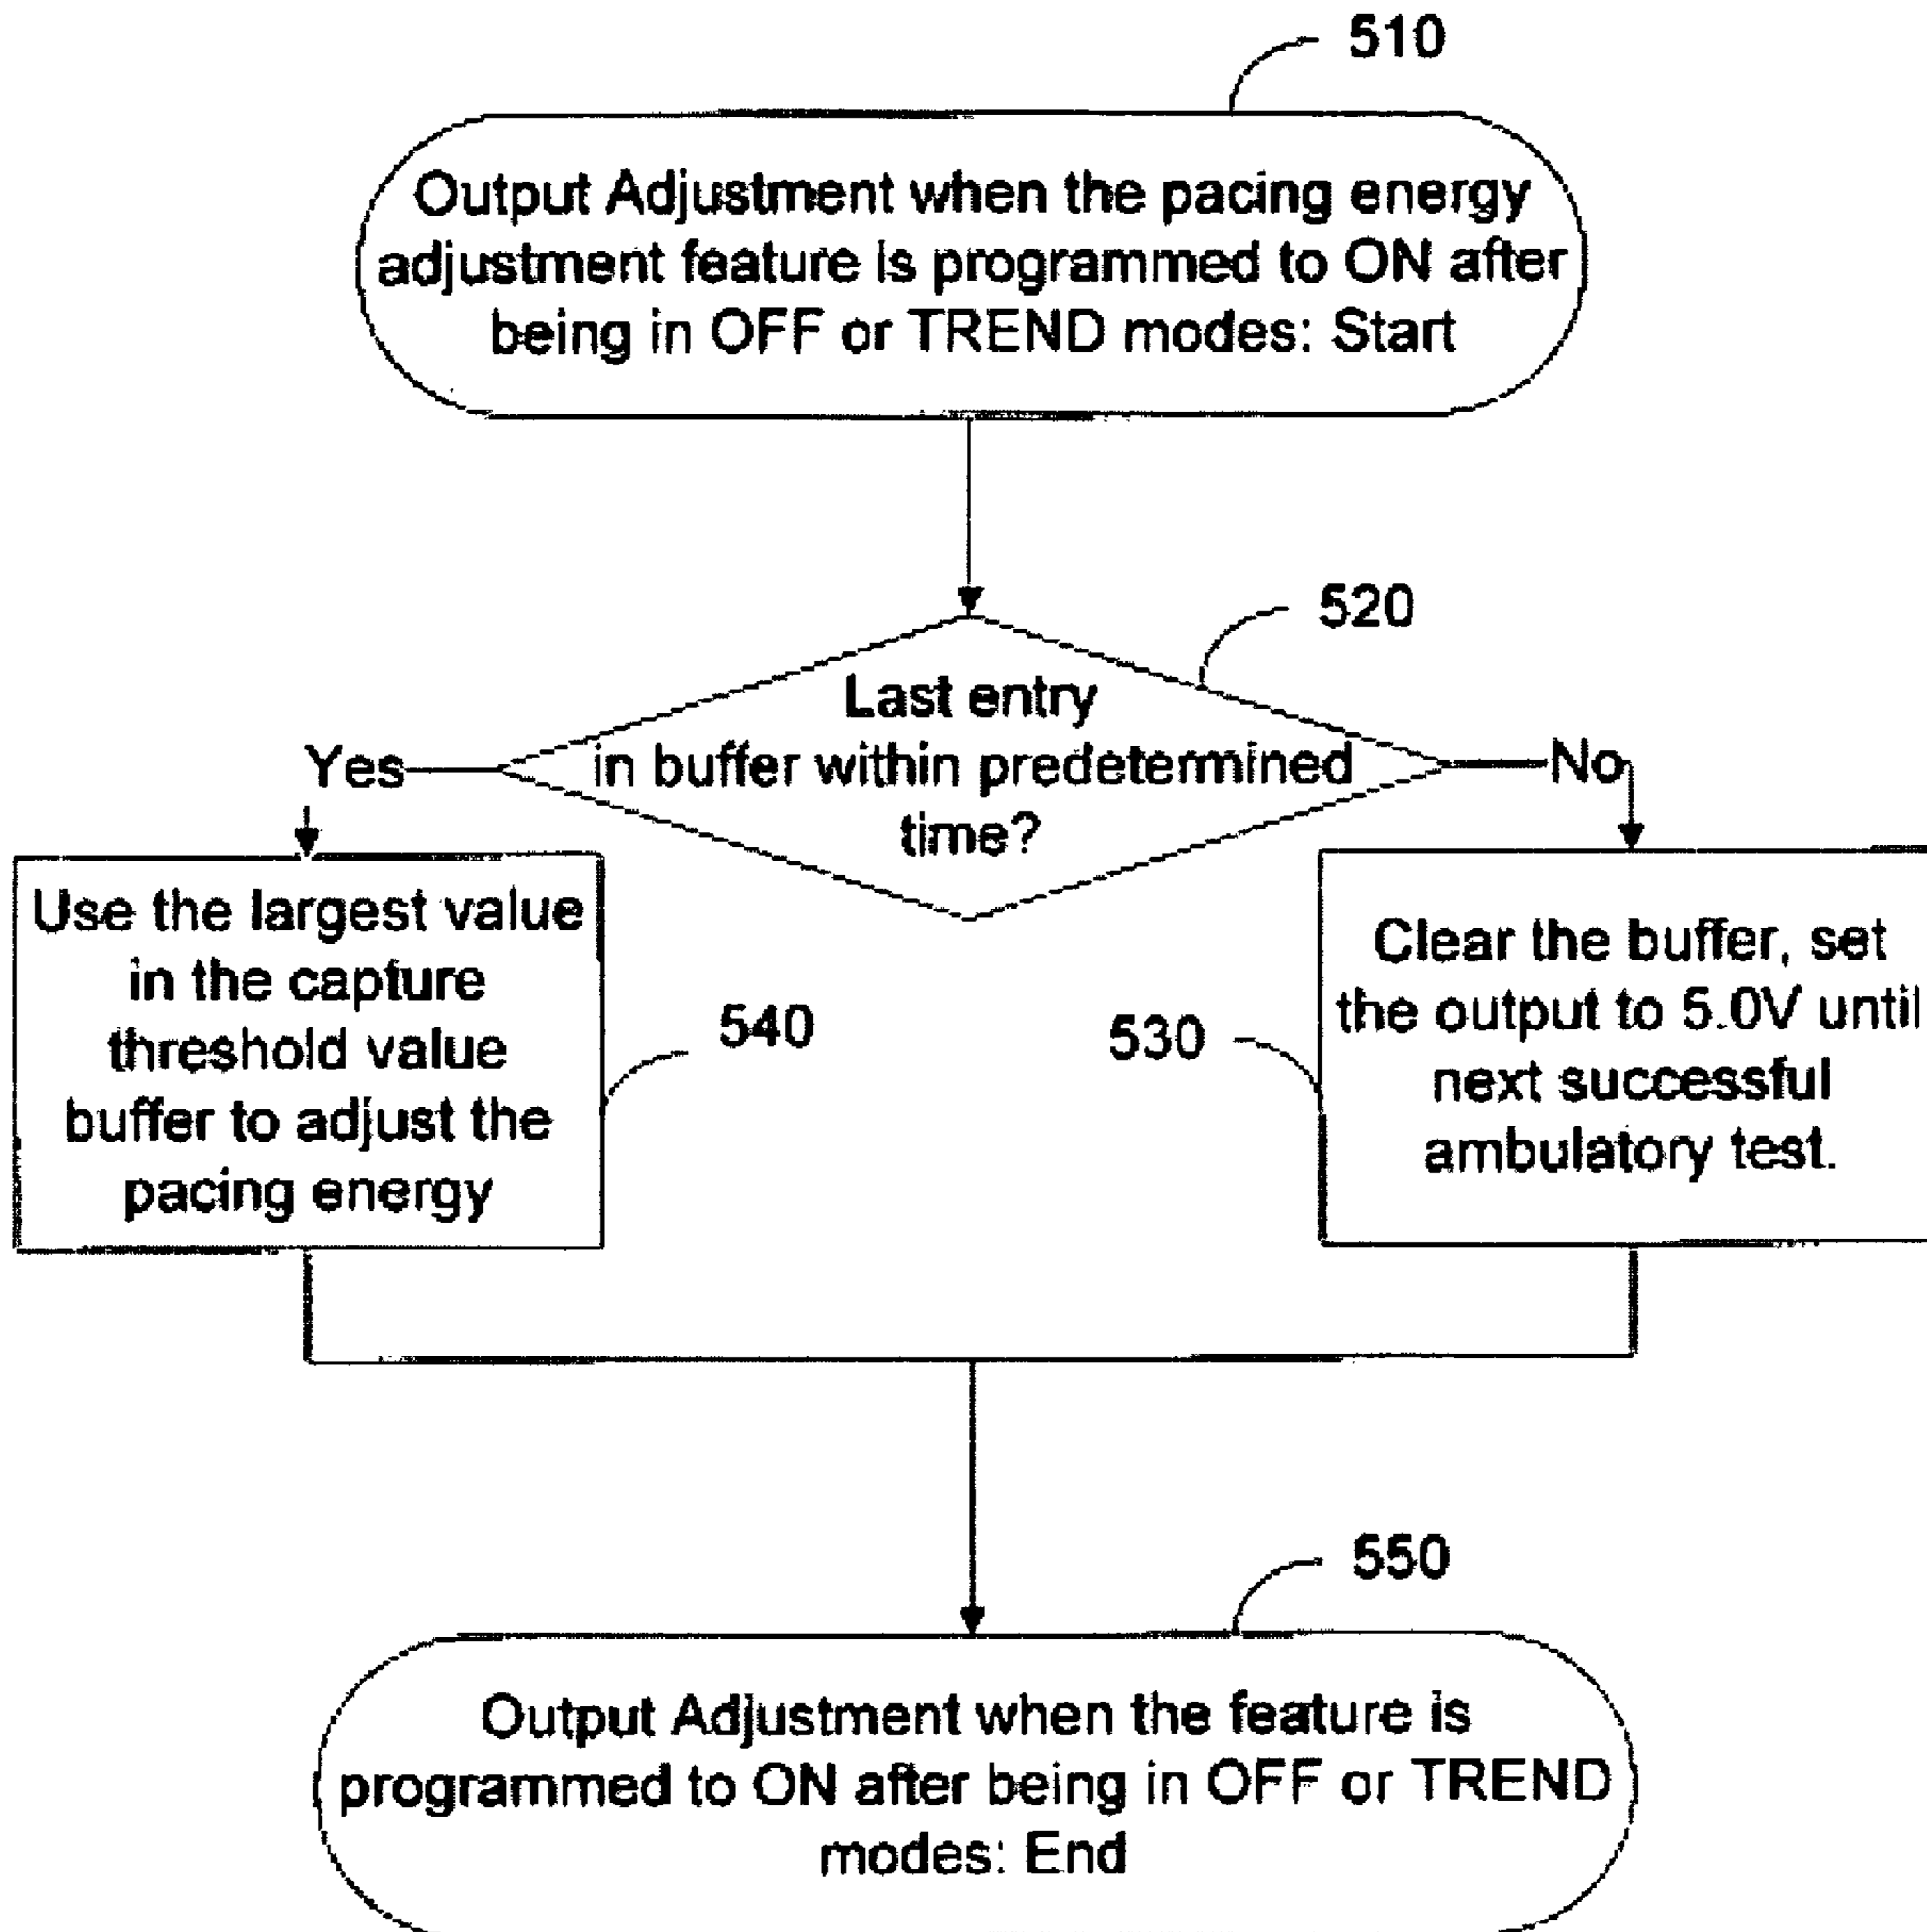 510
Output Adjustment when the pacing energy
adjustment feature is programmed to ON after
being in OFF or TREND modes: Start
520
Last entry
in buffer within predetermined
time?
Yes
No
Use the largest value
in the capture
threshold value
buffer to adjust the
pacing energy
540
530
Clear the buffer, set
the output to 5.0V until
next successful
ambulatory test.
550
Output Adjustment when the feature is
programmed to ON after being in OFF or TREND
modes: End